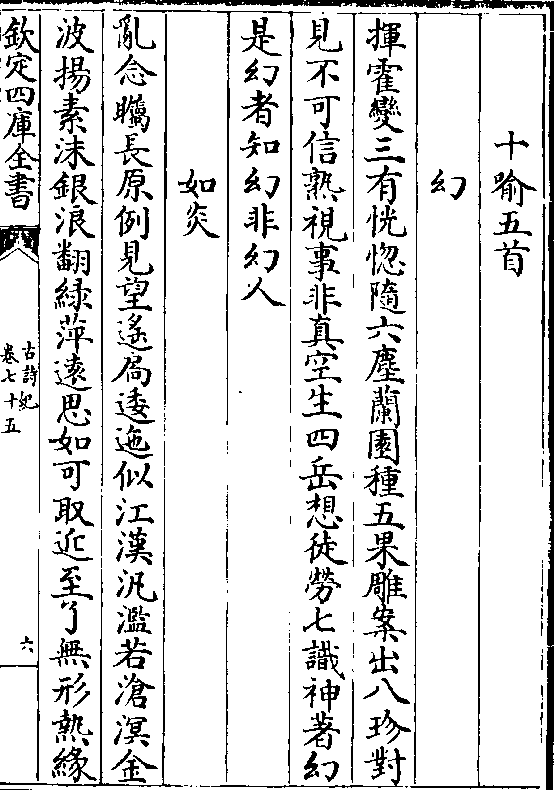 十喻五首
幻
揮霍變三有恍惚隨六塵蘭園種五果雕案出八珍對
見不可信熟視事非真空生四岳想徒勞七識神著幻
是幻者知幻非幻人
如炎
亂念矚長原例見望遙扃逶迤似江漢汎濫若滄溟金
波揚素沫銀浪翻綠萍遠思如可取近至了無形熱緣
欽定四庫全書
古詩紀
卷七十五
六